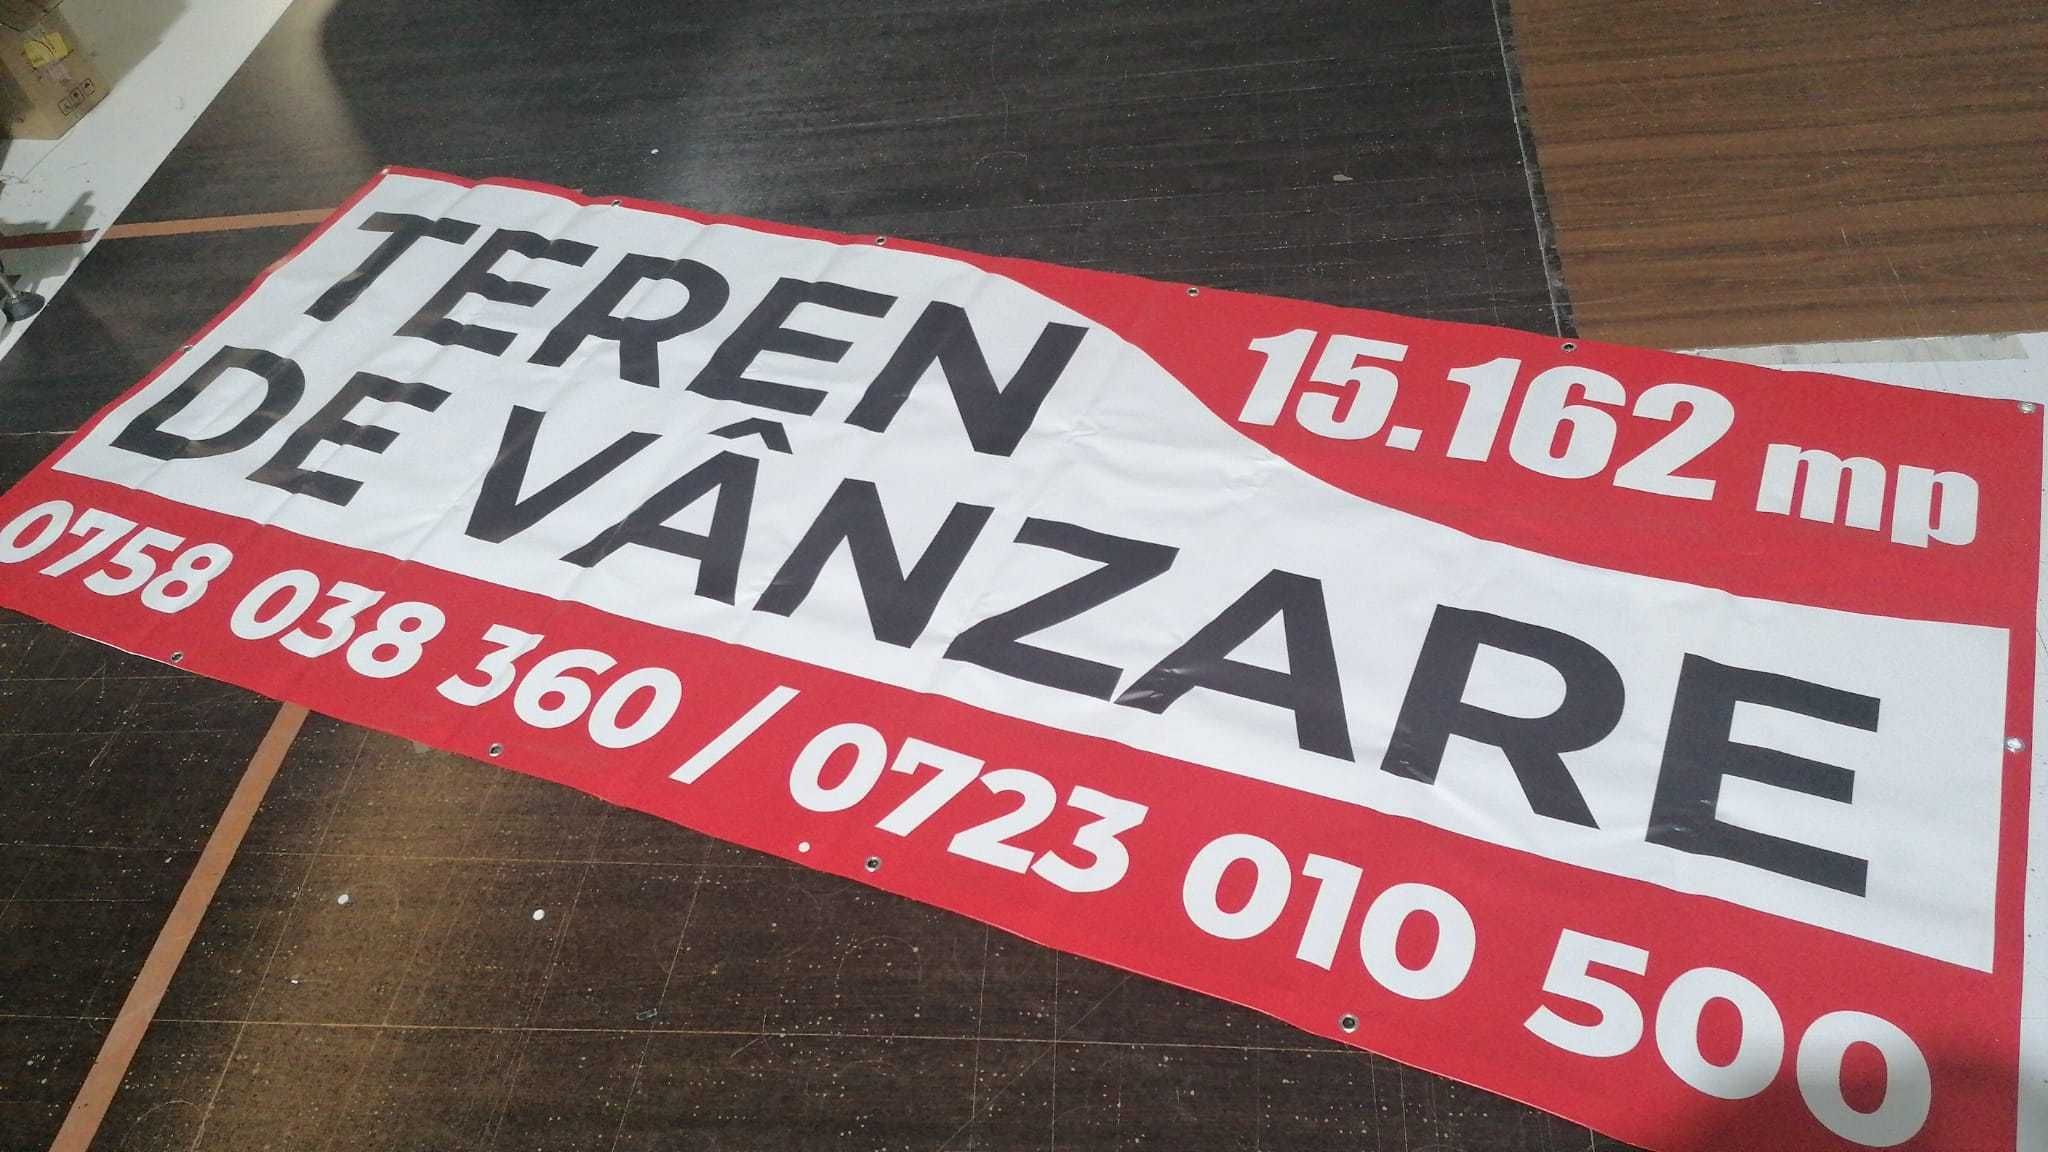 TEREN
15.162 mp
DE VÂNZARE
0758 038 360 / 0723 010 500